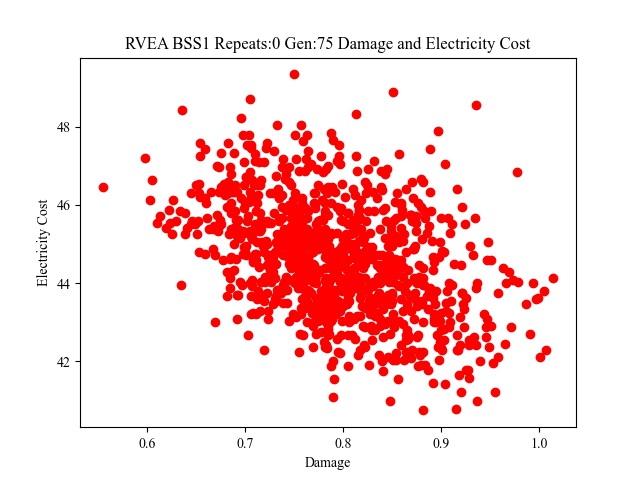 RVEA BSS1 Repeats:0 Gen:75 Damage and Electricity Cost
48
46
44
42
Electricity Cost
0.6 0.7 0.8 0.9 1.0
Damage